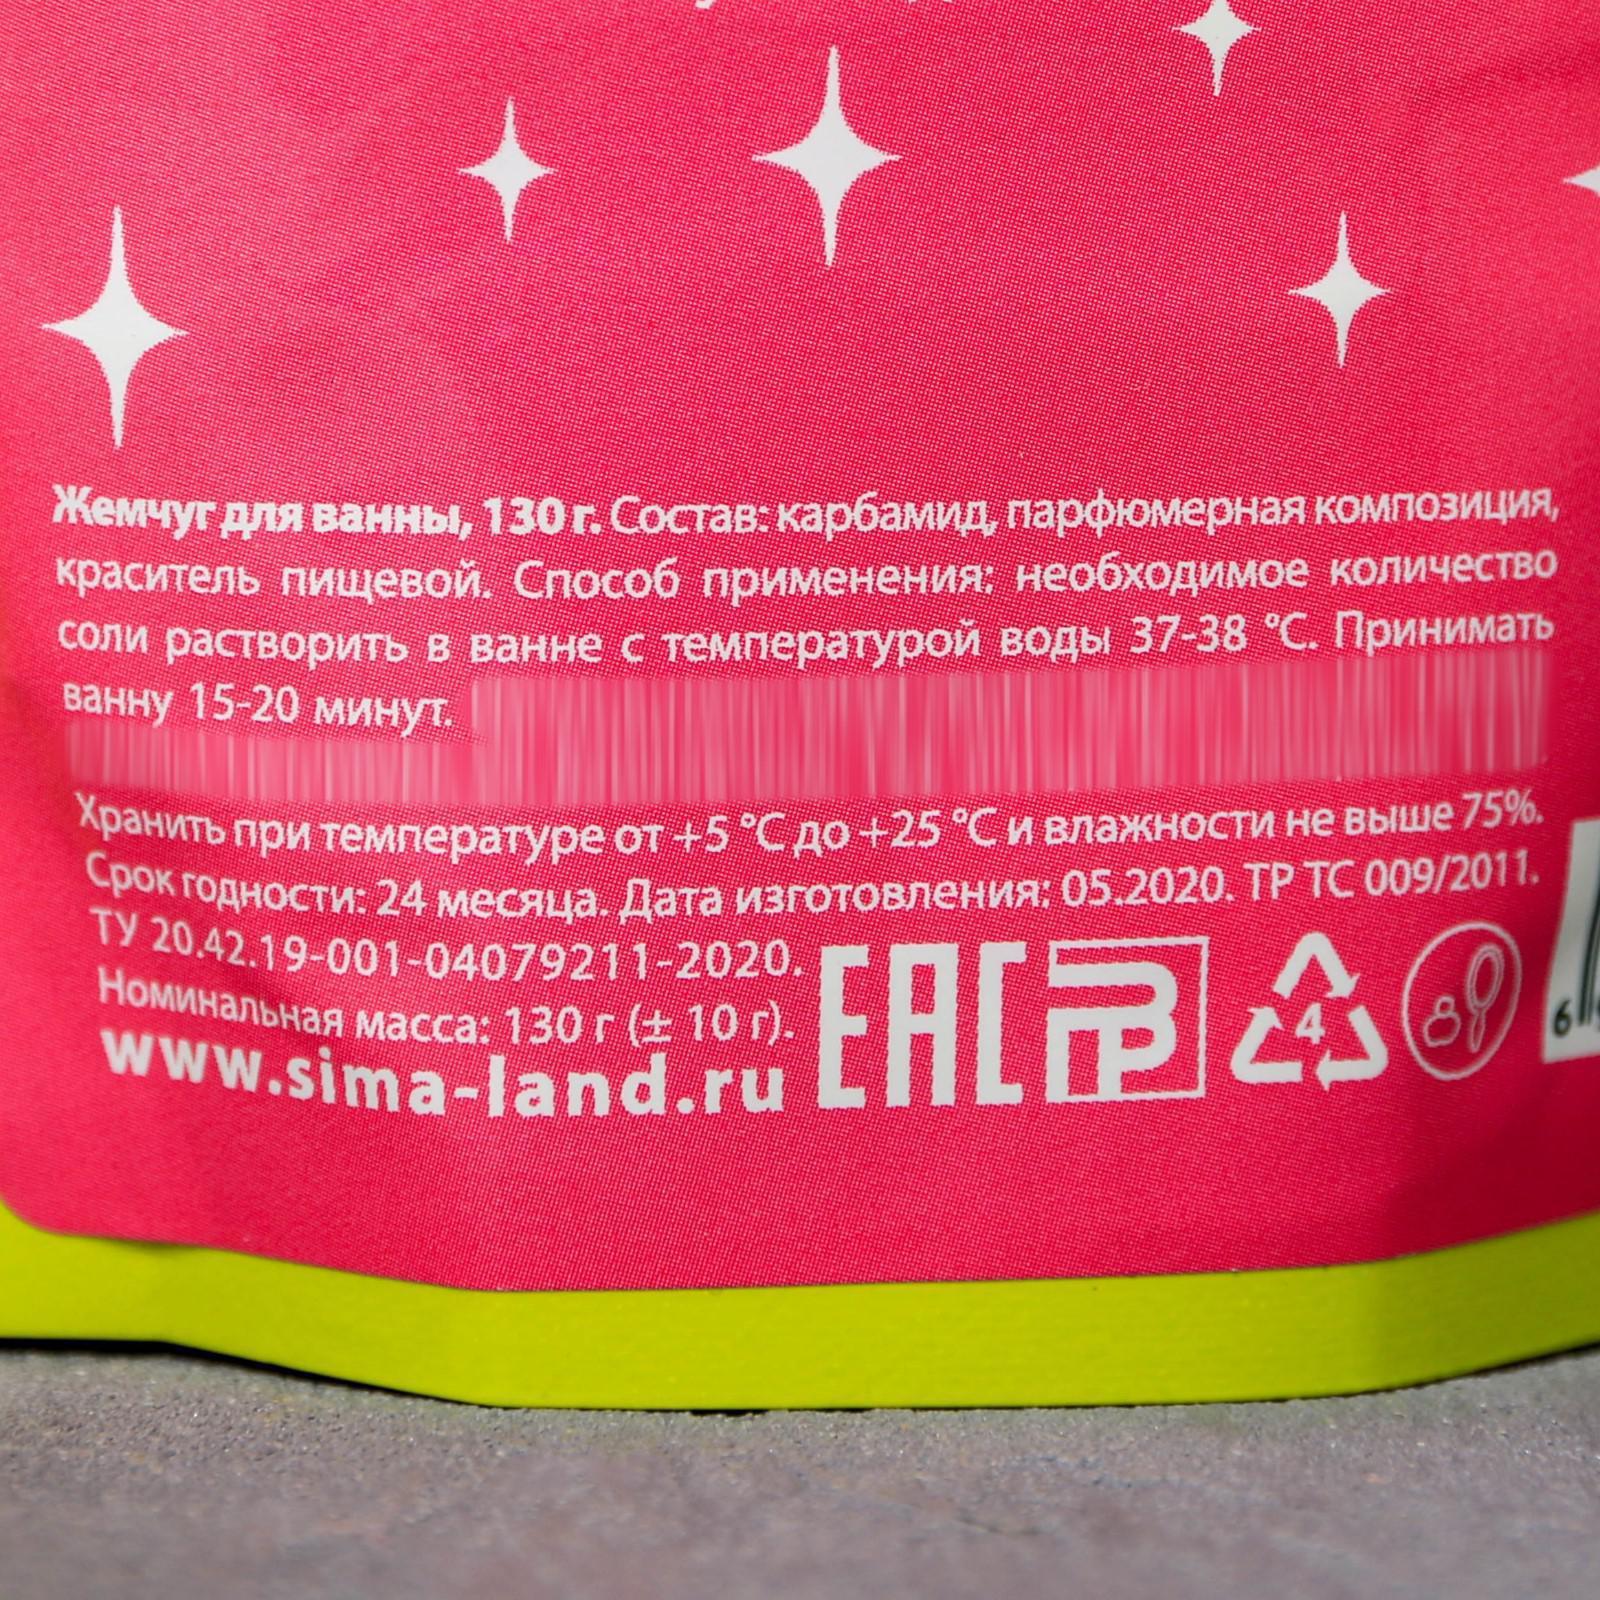 Жемчуг для ванны, 130 г. Состав: карбамид, парфюмерная композиция,
краситель пищевой. Способ применения: необходимое количество
соли растворить в ванне с температурой воды 37-38 °С. Принимать
ванну 15-20 минут.
Хранить при температуре от +5 °С до +25 °С и влажности не выше 75%.
Срок годности: 24 месяца. Дата изготовления: 05.2020. ТР ТС 009/2011.
ТУ 20.42.19-001-04079211-2020.
Номинальная масса: 130 г (± 10 г).
www.sima-land.ru
EAC
4
6